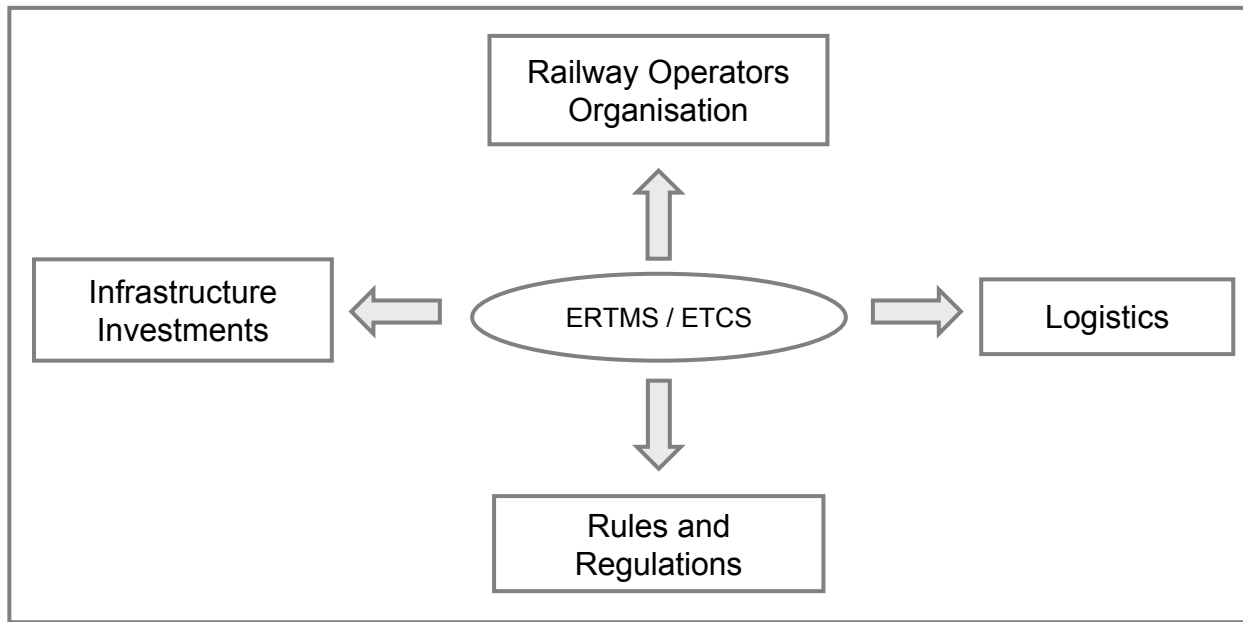 Railway Operators
Organisation
Infrastructure
Investments
ERTMS / ETCS
Logistics
Rules and
Regulations